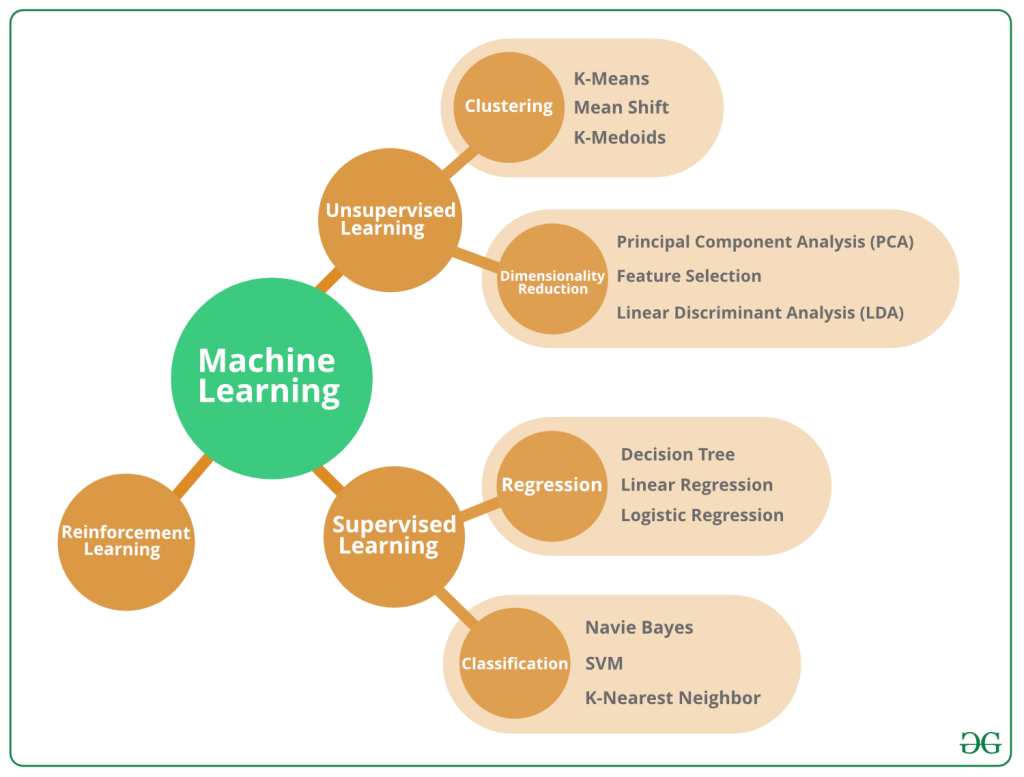 Clustering
K-Means
Mean Shift
K-Medoids
Unsupervised
Learning
Dimensionality
Reduction
Principal Component Analysis (PCA)
Feature Selection
Linear Discriminant Analysis (LDA)
Machine
Learning
Reinforcement
Learning
Supervised
Learning
Regression
Decision Tree
Linear Regression
Logistic Regression
Classification
Navie Bayes
SVM
K-Nearest Neighbor